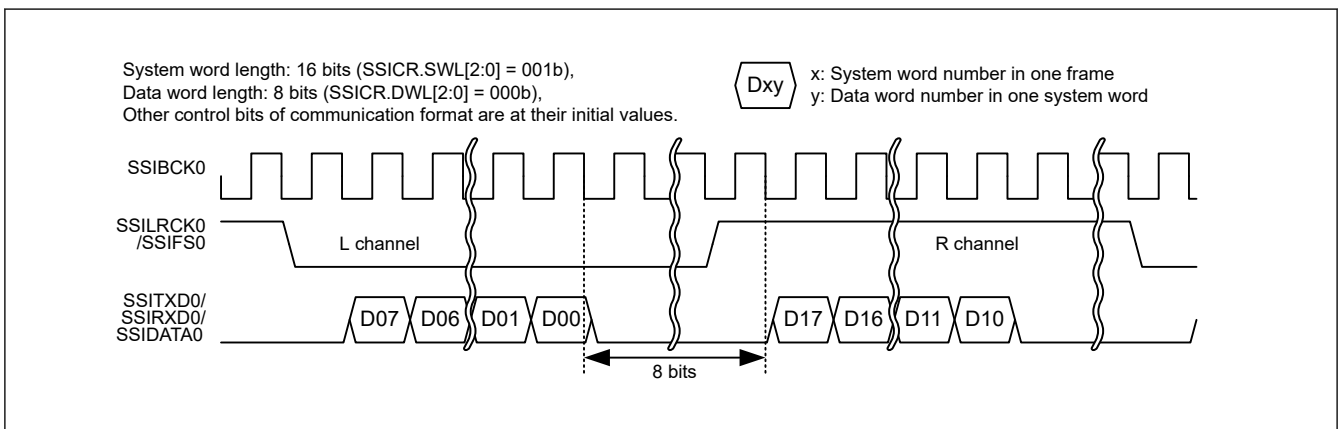 System word length: 16 bits (SSICR.SWL[2:0] = 001b),
Data word length: 8 bits (SSICR.DWL[2:0] = 000b),
Other control bits of communication format are at their initial values.
Dxy
x: System word number in one frame
y: Data word number in one system word
SSIBCK0
SSILRCK0
/SSIFS0
L channel
R channel
SSITXD0/
SSIRXD0/
SSIDATA0
D07 D06 D01 D00 D17 D16 D11 D10
8 bits